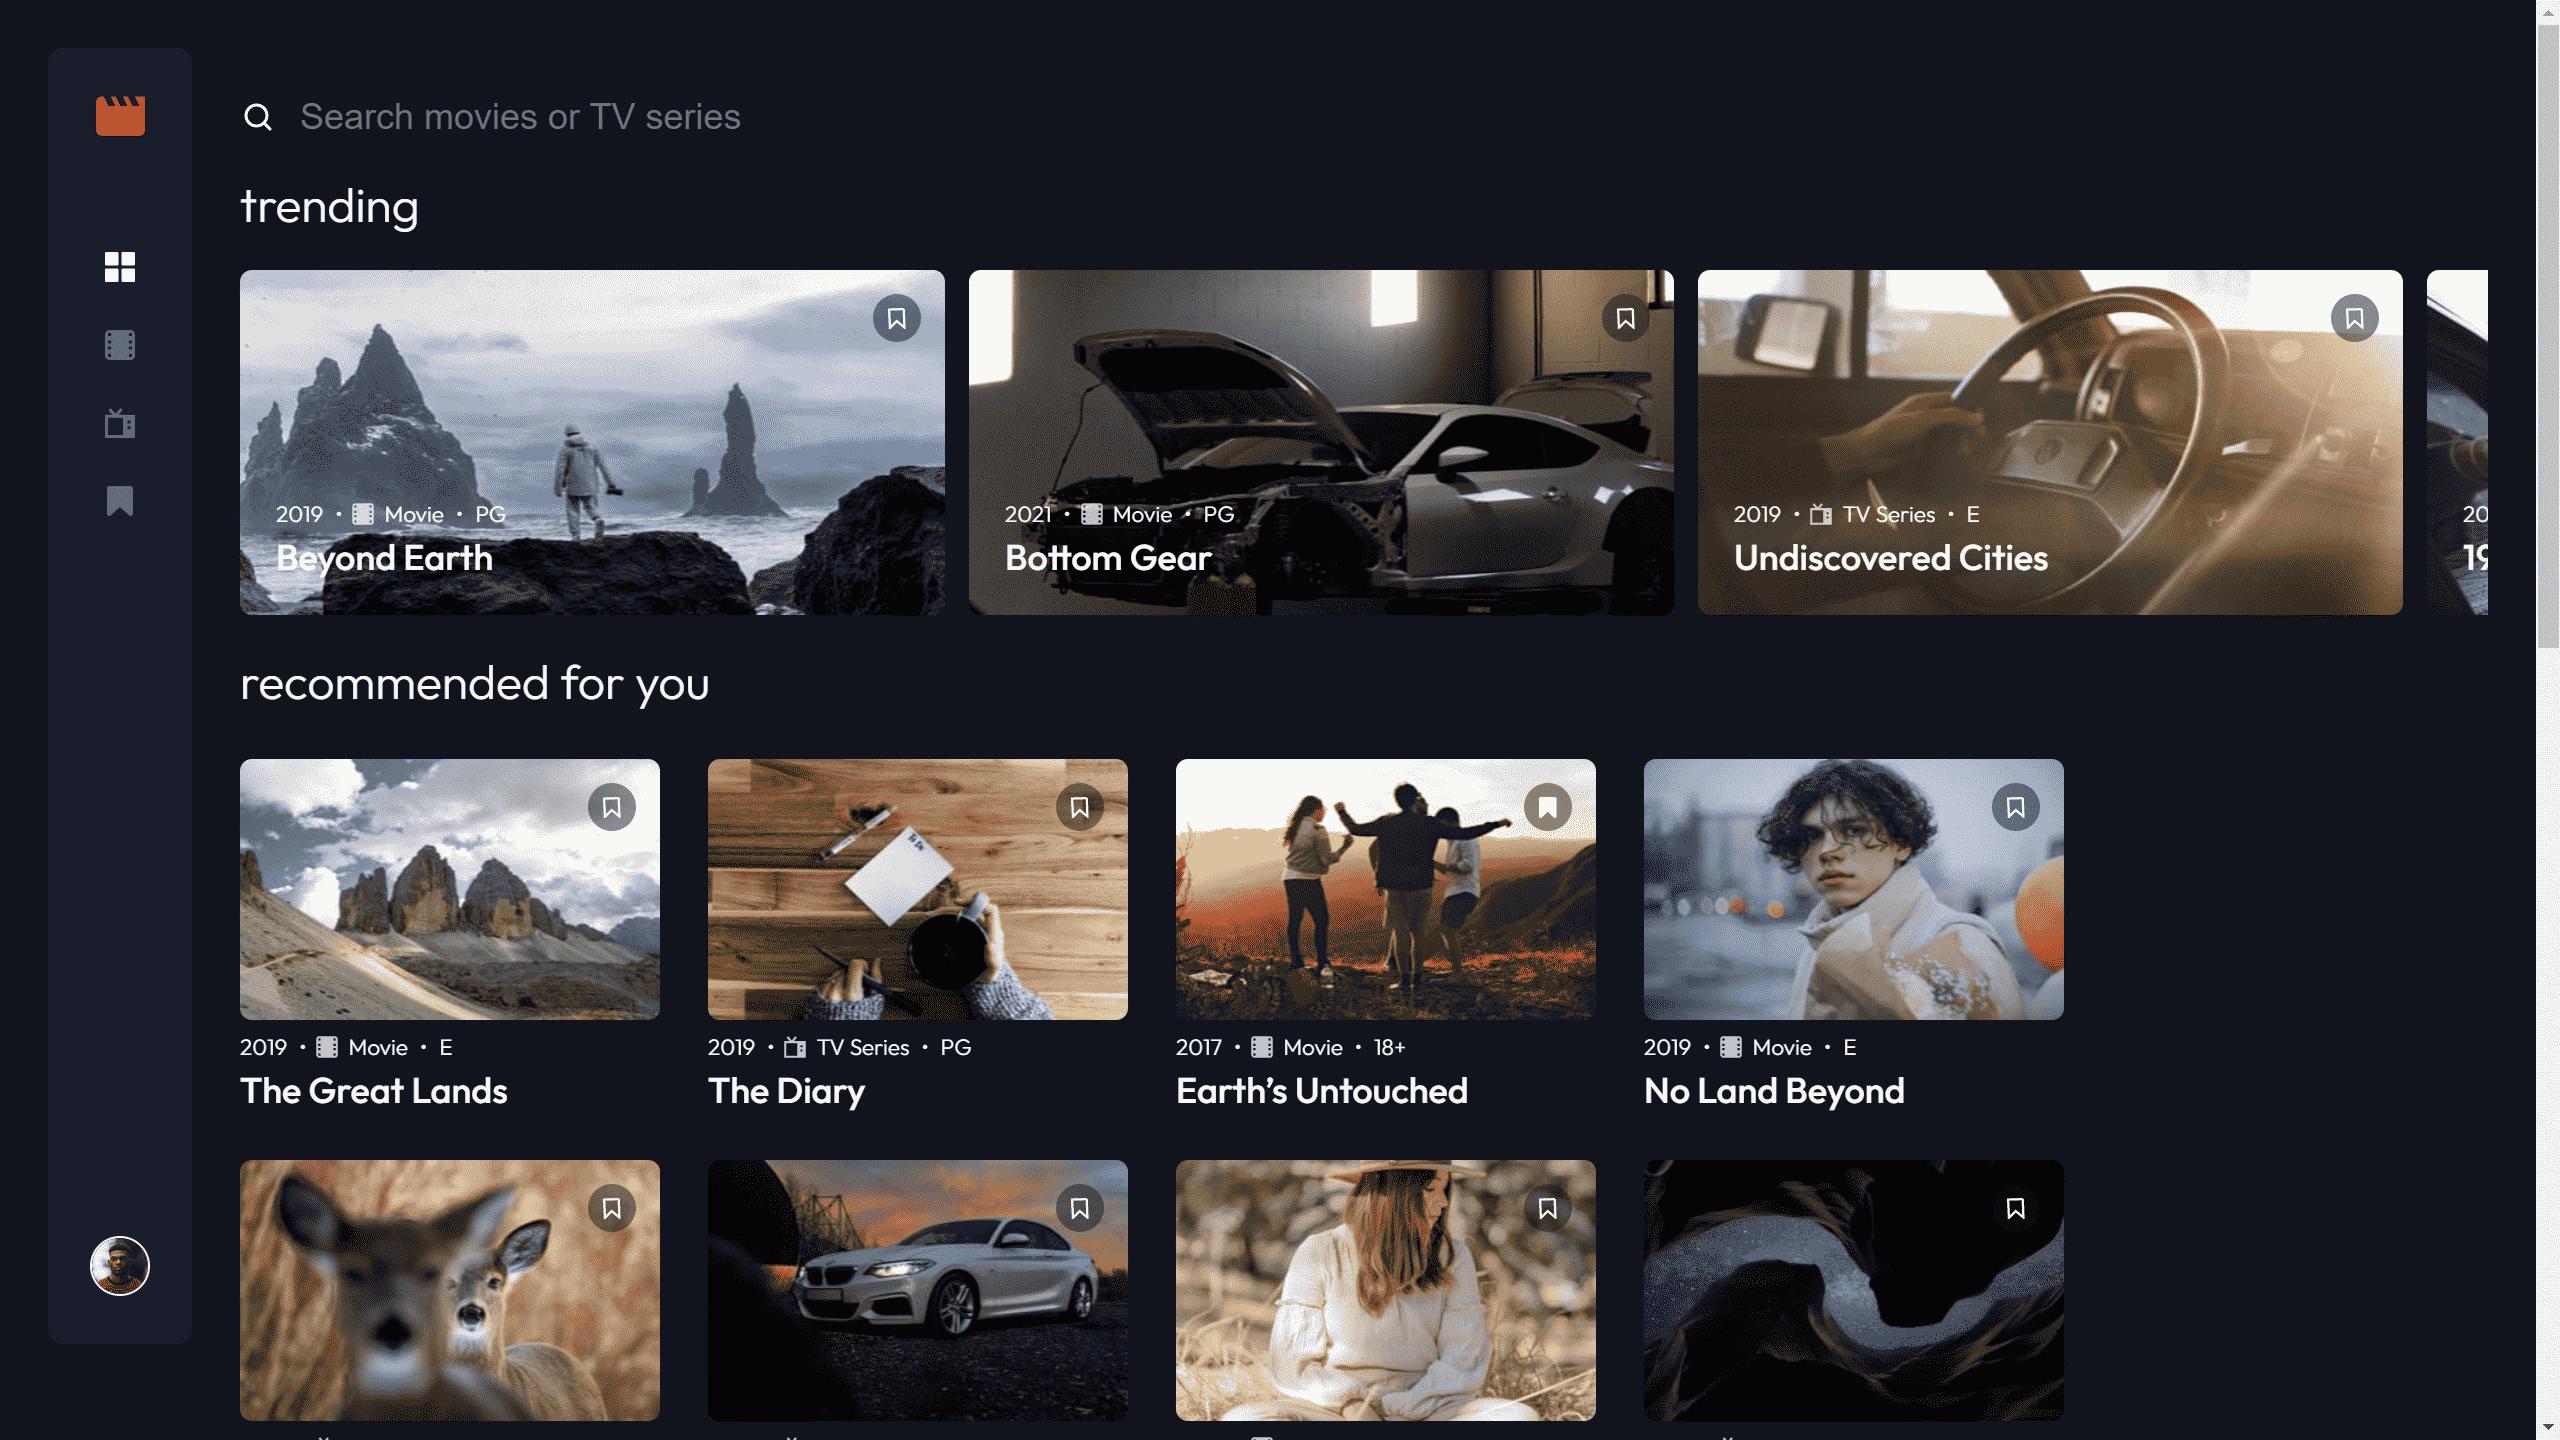 Search movies or TV series
trending
2019 • Movie • PG
Beyond Earth
2021 • Movie • PG
Bottom Gear
2019 • TV Series • E
Undiscovered Cities
20
19
recommended for you
To Do
2019 • Movie • E
The Great Lands
2019 • TV Series • PG
The Diary
2017 • Movie • 18+
Earth’s Untouched
2019 • Movie • E
No Land Beyond